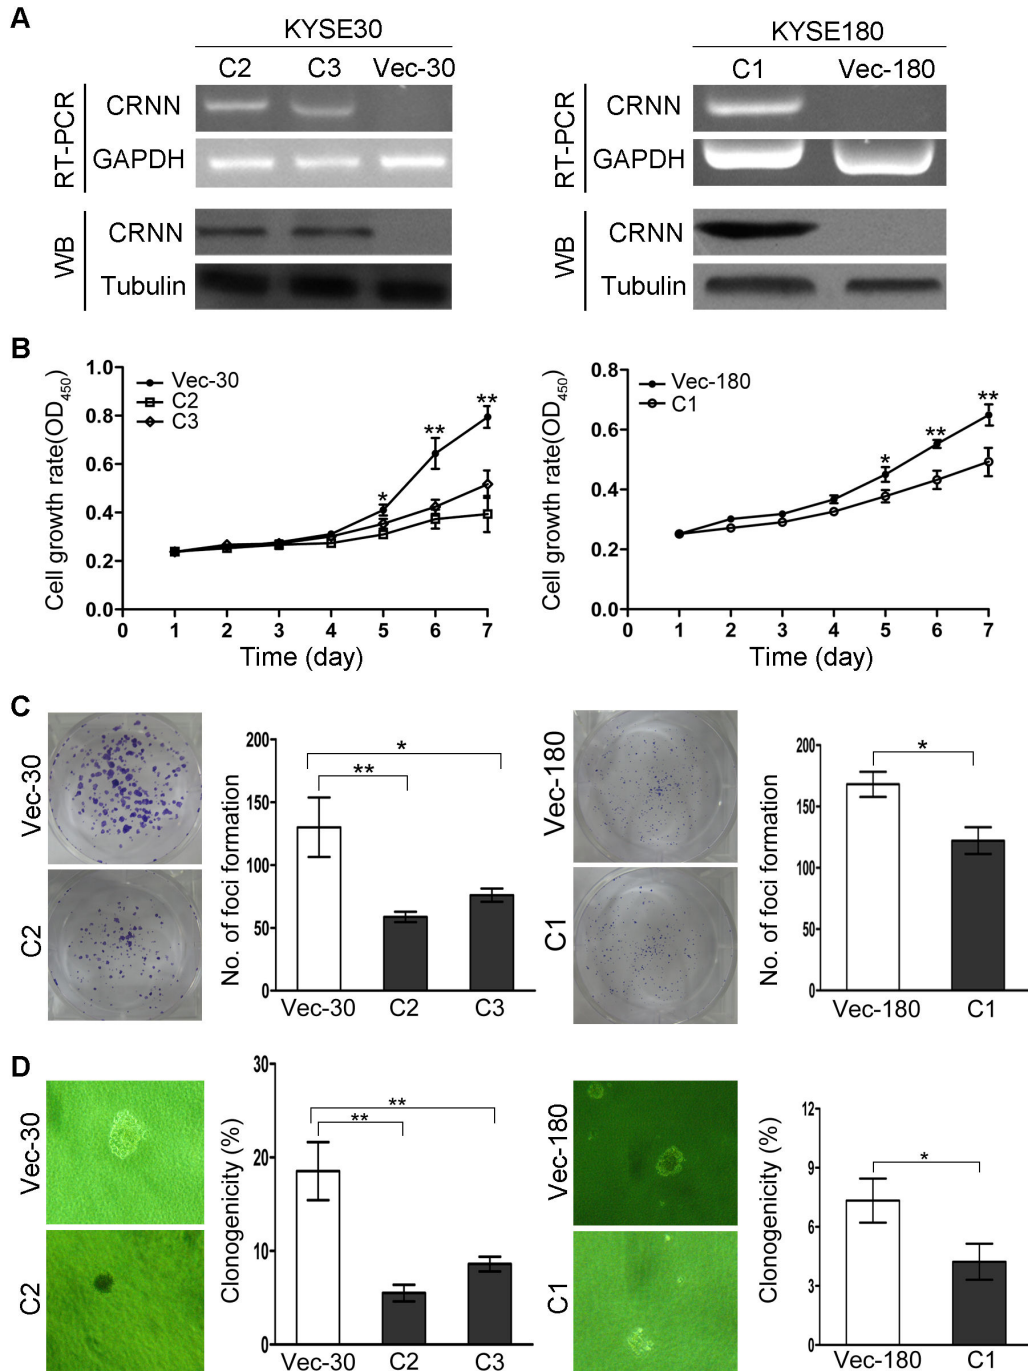 A
KYSE30
C2 C3 Vec-30
RT-PCR
CRNN
GAPDH
WB
CRNN
Tubulin
KYSE180
C1 Vec-180
RT-PCR
CRNN
GAPDH
WB
CRNN
Tubulin
B
Cell growth rate(OD450)
1.0
0.8
0.6
0.4
0.2
0.0
Vec-30
C2
C3
*
**
**
0 1 2 3 4 5 6 7
Time (day)
Cell growth rate(OD450)
0.8
0.6
0.4
0.2
0.0
Vec-180
C1
*
**
**
0 1 2 3 4 5 6 7
Time (day)
C
Vec-30
C2
No. of foci formation
200
150
100
50
0
*
**
Vec-30 C2 C3
Vec-180
C1
No. of foci formation
200
150
100
50
0
*
Vec-180 C1
D
Vec-30
C2
Clonogenicity (%)
30
20
10
0
**
**
Vec-30 C2 C3
Vec-180
C1
Clonogenicity (%)
12
9
6
3
0
*
Vec-180 C1